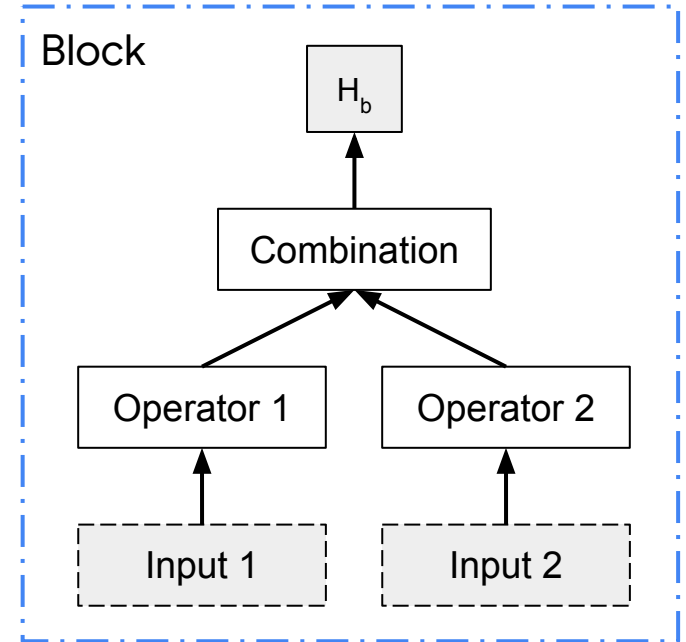 Block
H_b
Combination
Operator 1
Operator 2
Input 1
Input 2